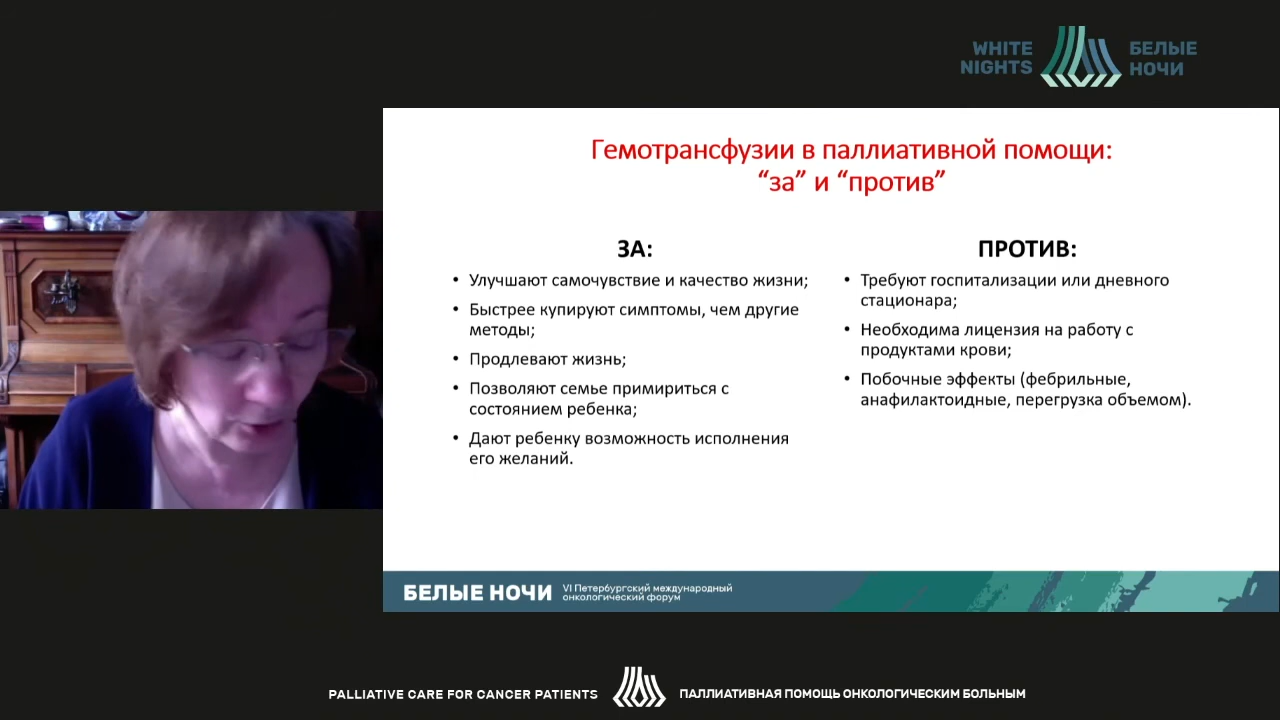 WHITE
NIGHTS
БЕЛЫЕ
НОЧИ
Гемотрансфузии в паллиативной помощи:
“за” и “против”
ЗА:
• Улучшают самочувствие и качество жизни;
• Быстрее купируют симптомы, чем другие
методы;
• Продлевают жизнь;
• Позволяют семье примириться с
состоянием ребенка;
• Дают ребенку возможность исполнения
его желаний.
ПРОТИВ:
• Требуют госпитализации или дневного
стационара;
• Необходима лицензия на работу с
продуктами крови;
• Побочные эффекты (фебрильные,
анафилактоидные, перегрузка объемом).
БЕЛЫЕ НОЧИ
VI Петербургский международный
онкологический форум
PALLIATIVE CARE FOR CANCER PATIENTS
ПАЛЛИАТИВНАЯ ПОМОЩЬ ОНКОЛОГИЧЕСКИМ БОЛЬНЫМ